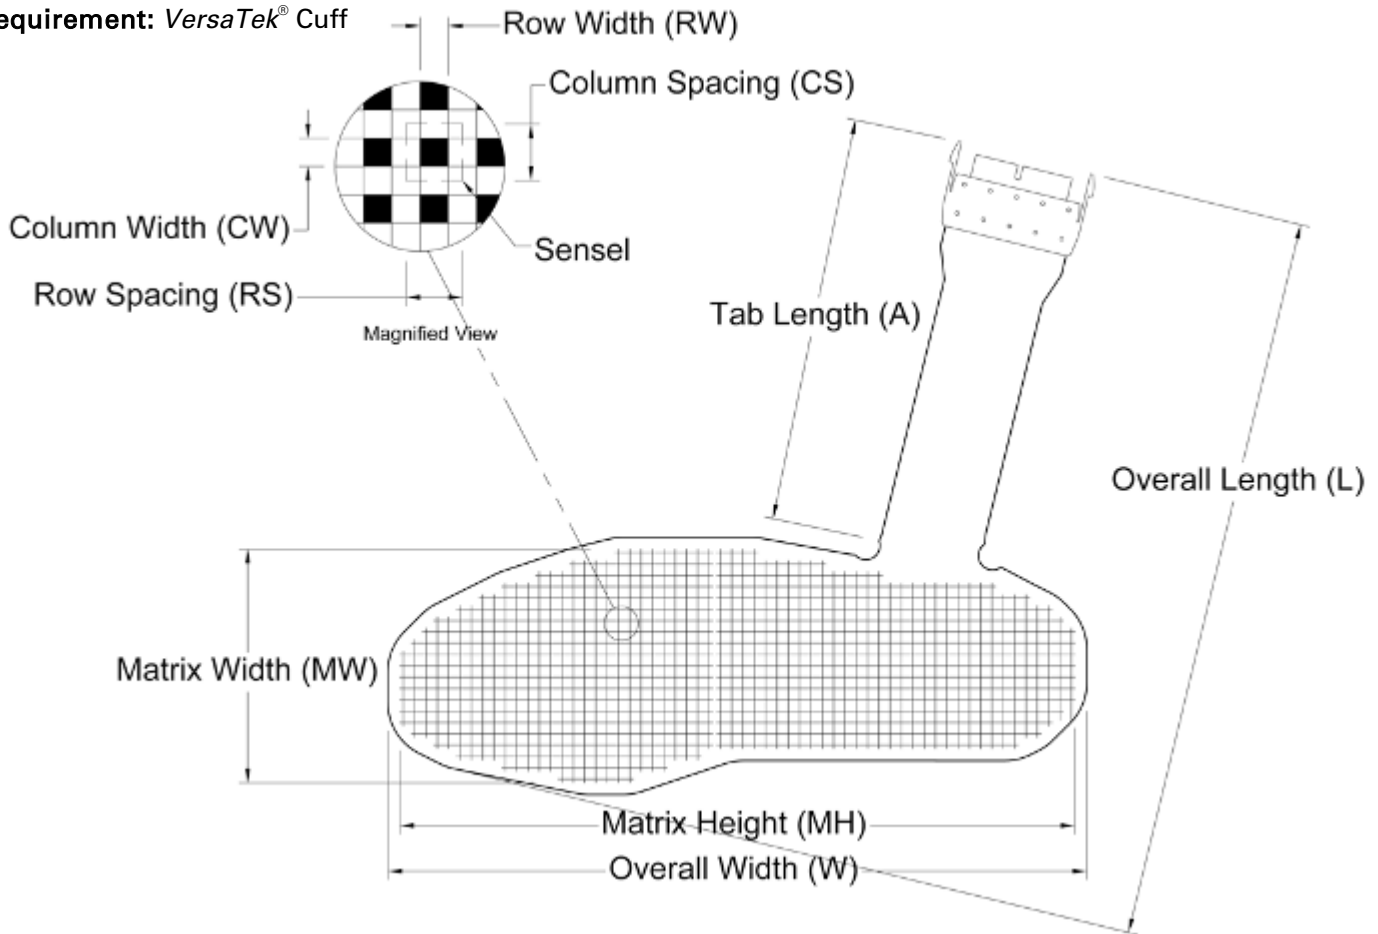 equirement: VersaTek® Cuff
Row Width (RW)
Column Spacing (CS)
Column Width (CW)
Sensel
Row Spacing (RS)
Magnified View
Tab Length (A)
Overall Length (L)
Matrix Width (MW)
Matrix Height (MH)
Overall Width (W)